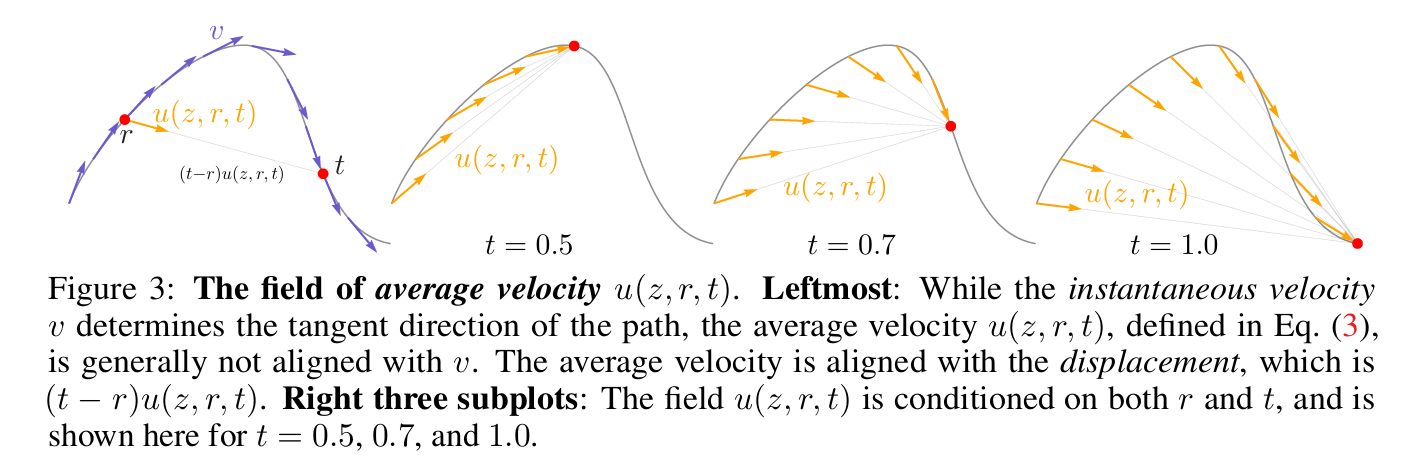 v
u(z, r, t)
r
t
(t−r)u(z, r, t)
u(z, r, t)
t = 0.5
u(z, r, t)
t = 0.7
u(z, r, t)
t = 1.0
Figure 3: The field of average velocity u(z, r, t). Leftmost: While the instantaneous velocity
v determines the tangent direction of the path, the average velocity u(z, r, t), defined in Eq. (3),
is generally not aligned with v. The average velocity is aligned with the displacement, which is
(t − r)u(z, r, t). Right three subplots: The field u(z, r, t) is conditioned on both r and t, and is
shown here for t = 0.5, 0.7, and 1.0.